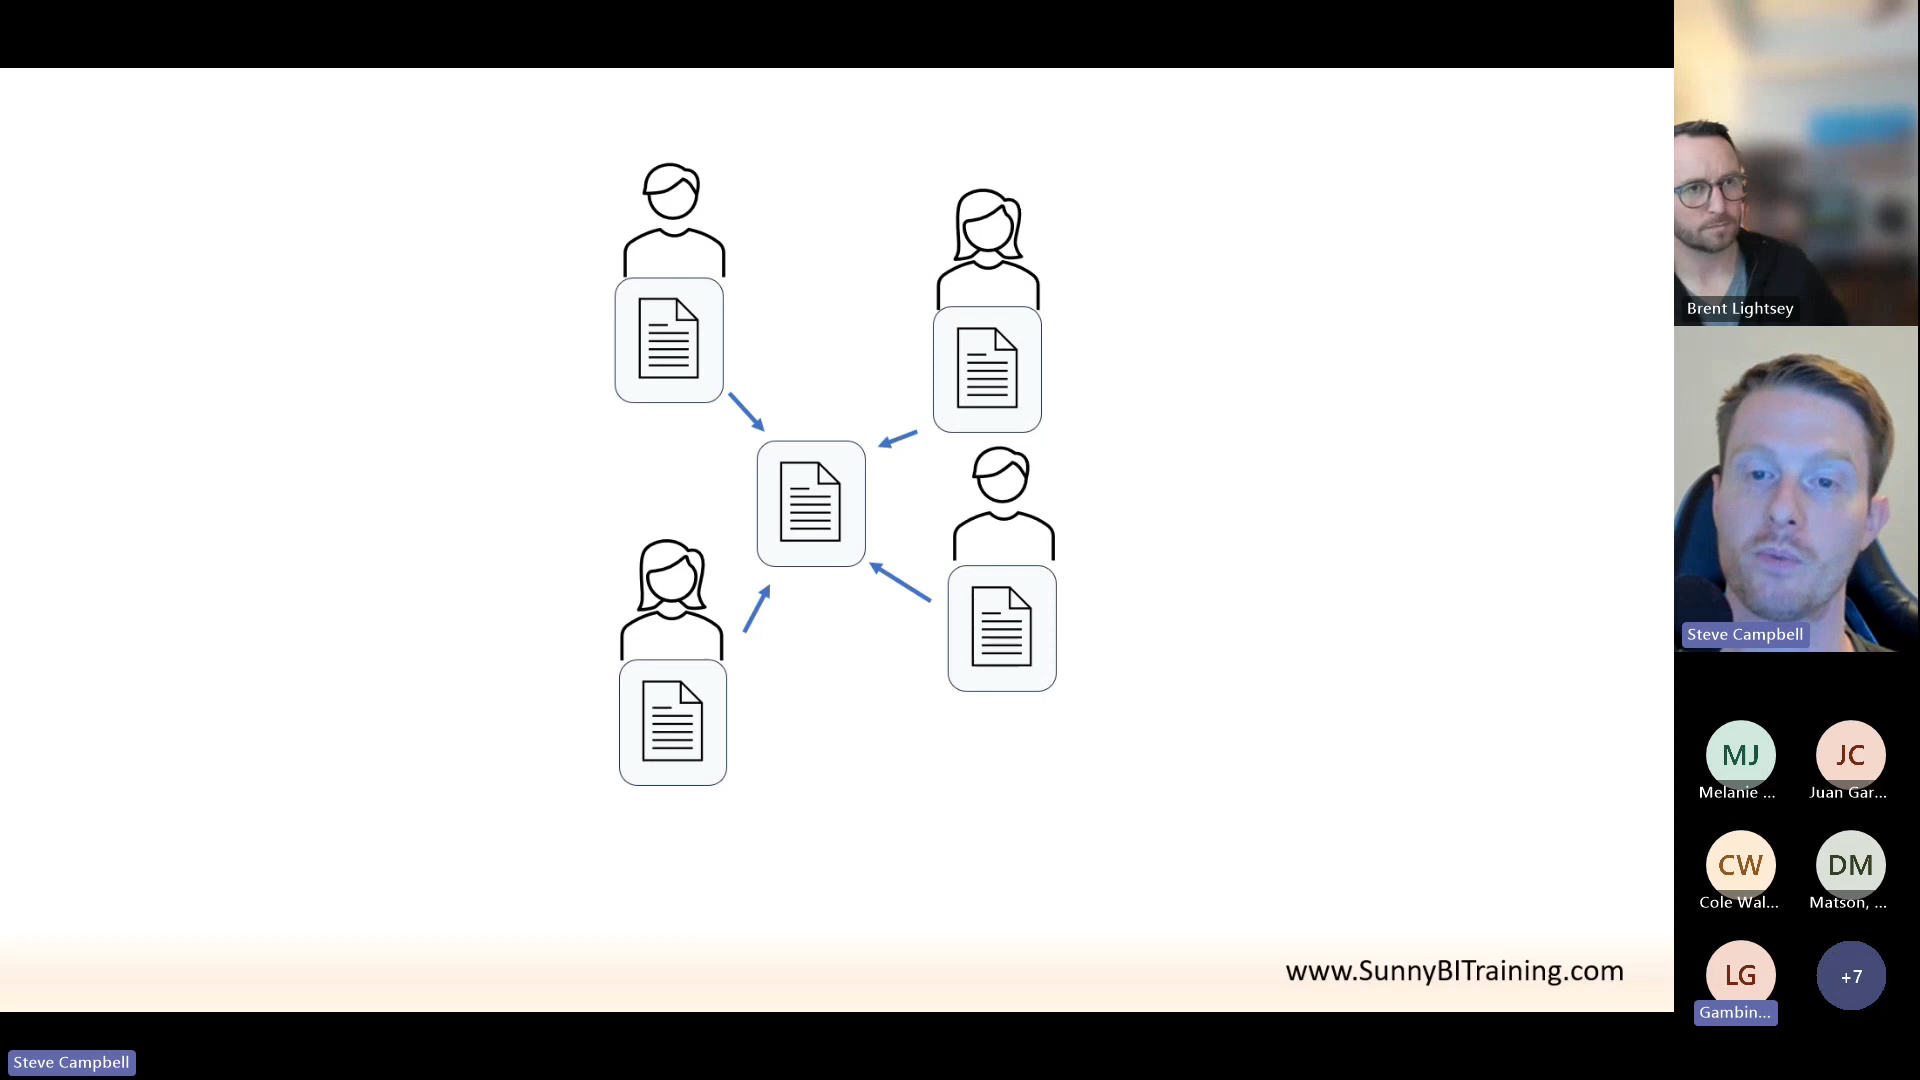 Brent Lightsey
Steve Campbell
MJ
JC
Melanie ...
Juan Gar...
CW
DM
Cole Wal...
Matson, ...
www.SunnyBITraining.com
LG
+7
Gambin...
Steve Campbell